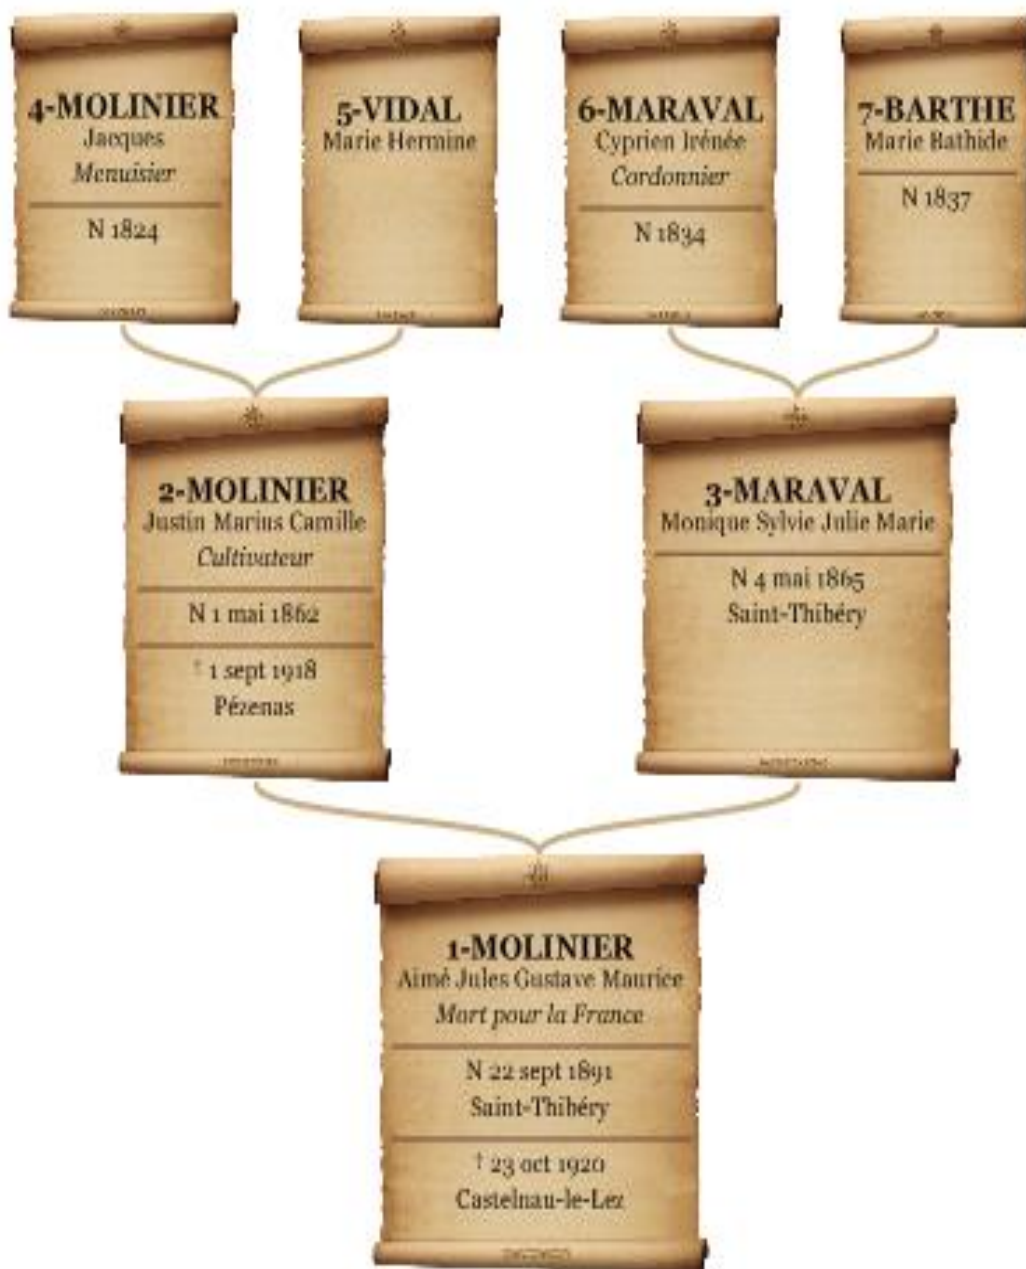 4-MOLINIER
Jacques
Menuisier
N 1824
5-VIDAL
Marie Hermine
6-MARAVAL
Cyprien Irénée
Cordonnier
N 1834
7-BARTHE
Marie Bathide
N 1837
2-MOLINIER
Justin Marius Camille
Cultivateur
N 1 mai 1862
† 1 sept 1918
Pézenas
3-MARAVAL
Monique Sylvie Julie Marie
N 4 mai 1865
Saint-Thibéry
1-MOLINIER
Aimé Jules Gustave Maurice
Mort pour la France
N 22 sept 1891
Saint-Thibéry
† 23 oct 1920
Castelnau-le-Lez